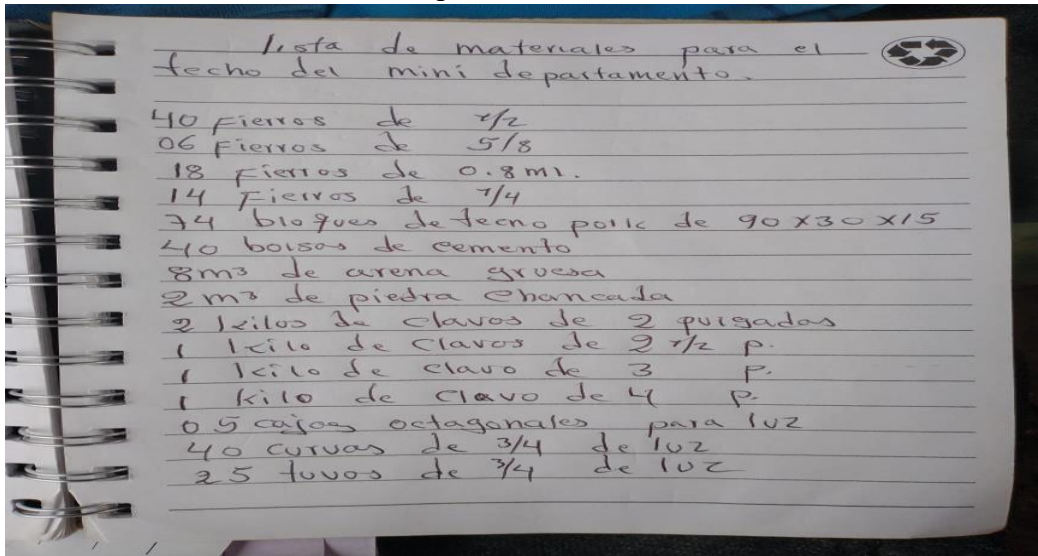 lista de materiales para el
techo del mini departamento.
40 Fierros de 1/2
06 Fierros de 5/8
18 Fierros de 0.8 ml.
14 Fierros de 1/4
74 bloques de tecno polk de 90 x 30 x 15
40 bolsas de cemento
8m3 de arena gruesa
2 m3 de piedra chancada
2 kilos de clavos de 2 pulgadas
1 kilo de clavos de 2 1/2 p.
1 kilo de clavo de 3 p.
1 kilo de clavo de 4 p.
05 cajas octagonales para luz
40 curvas de 3/4 de luz
25 tuvos de 3/4 de luz